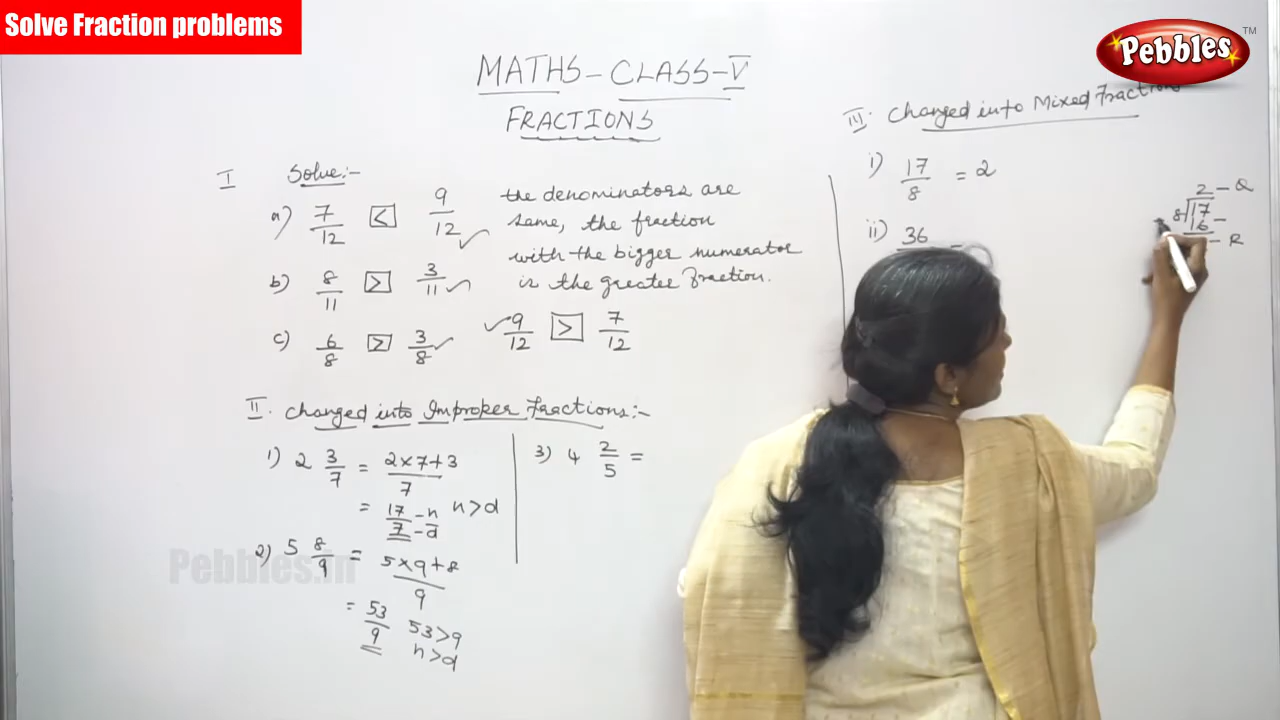 Solve Fraction problems
Pebbles TM
MATHS - CLASS - V
FRACTIONS
I Solve:-
a) 7/12 < 9/12 ✓
b) 8/11 > 3/11 ✓
c) 6/8 > 3/8 ✓
the denominators are
same, the fraction
with the bigger numerator
is the greater fraction.
✓ 9/12 > 7/12
II. Changed into Improper Fractions:-
1) 2 3/7 = 2×7+3/7
= 17/7 -n -d n>d
2) 5 8/9 = 5×9+8/9
= 53/9 53>9
n>d
3) 4 2/5 =
III. Changed into Mixed Fractions
i) 17/8 = 2
ii) 36 =
2 - Q
8 17 -
16
- R
Pebbles.in